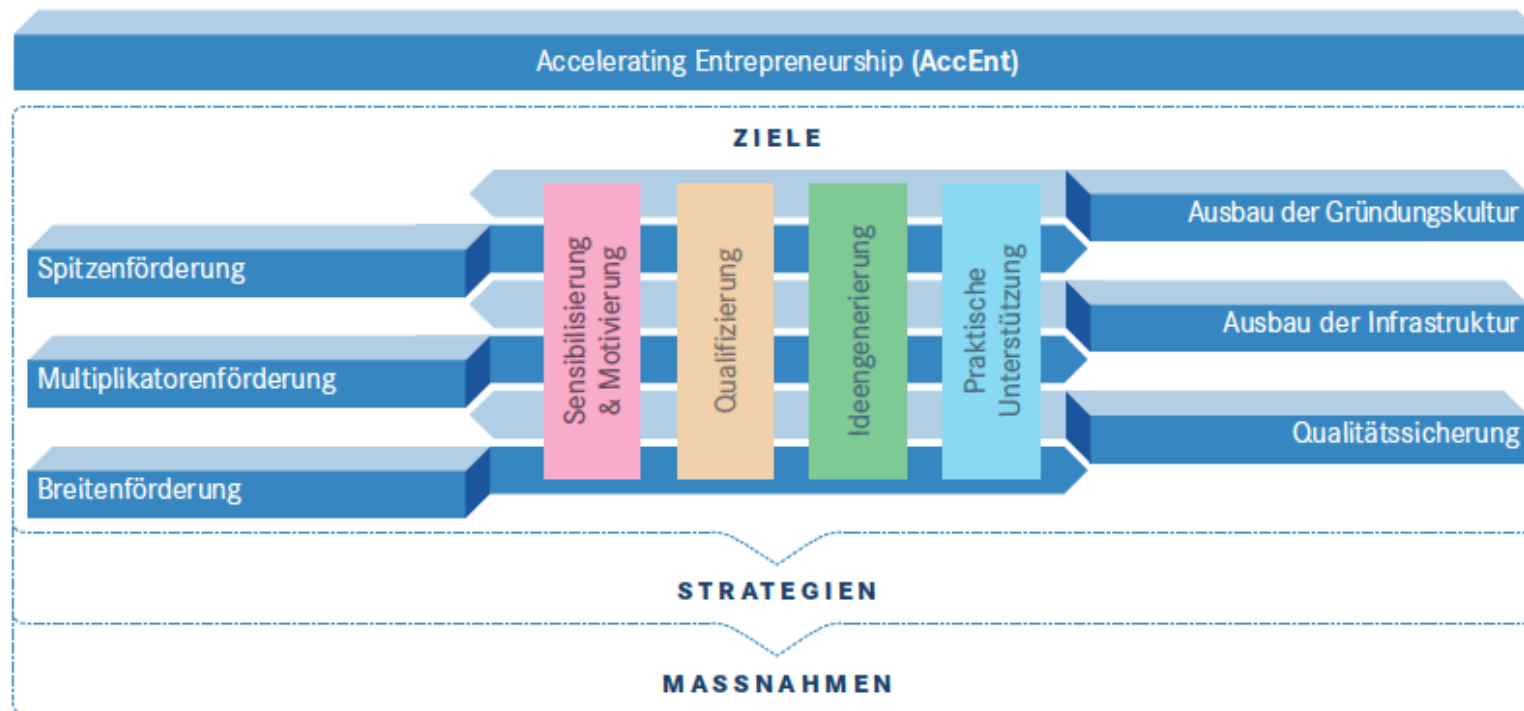 Accelerating Entrepreneurship (AccEnt)
ZIELE
Spitzenförderung
Multiplikatorenförderung
Breitenförderung
Sensibilisierung
& Motivierung
Qualifizierung
Ideengenerierung
Praktische
Unterstützung
Ausbau der Gründungskultur
Ausbau der Infrastruktur
Qualitätssicherung
STRATEGIEN
MASSNAHMEN